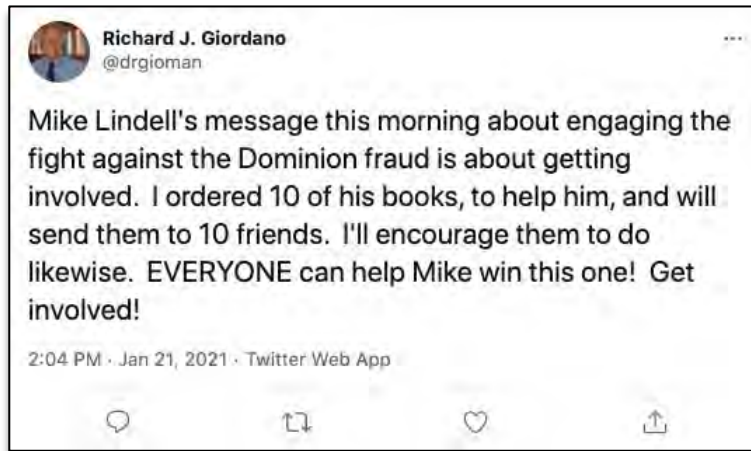 Richard J. Giordano
@drgioman
Mike Lindell's message this morning about engaging the
fight against the Dominion fraud is about getting
involved.  I ordered 10 of his books, to help him, and will
send them to 10 friends.  I'll encourage them to do
likewise.  EVERYONE can help Mike win this one!  Get
involved!
2:04 PM · Jan 21, 2021 · Twitter Web App